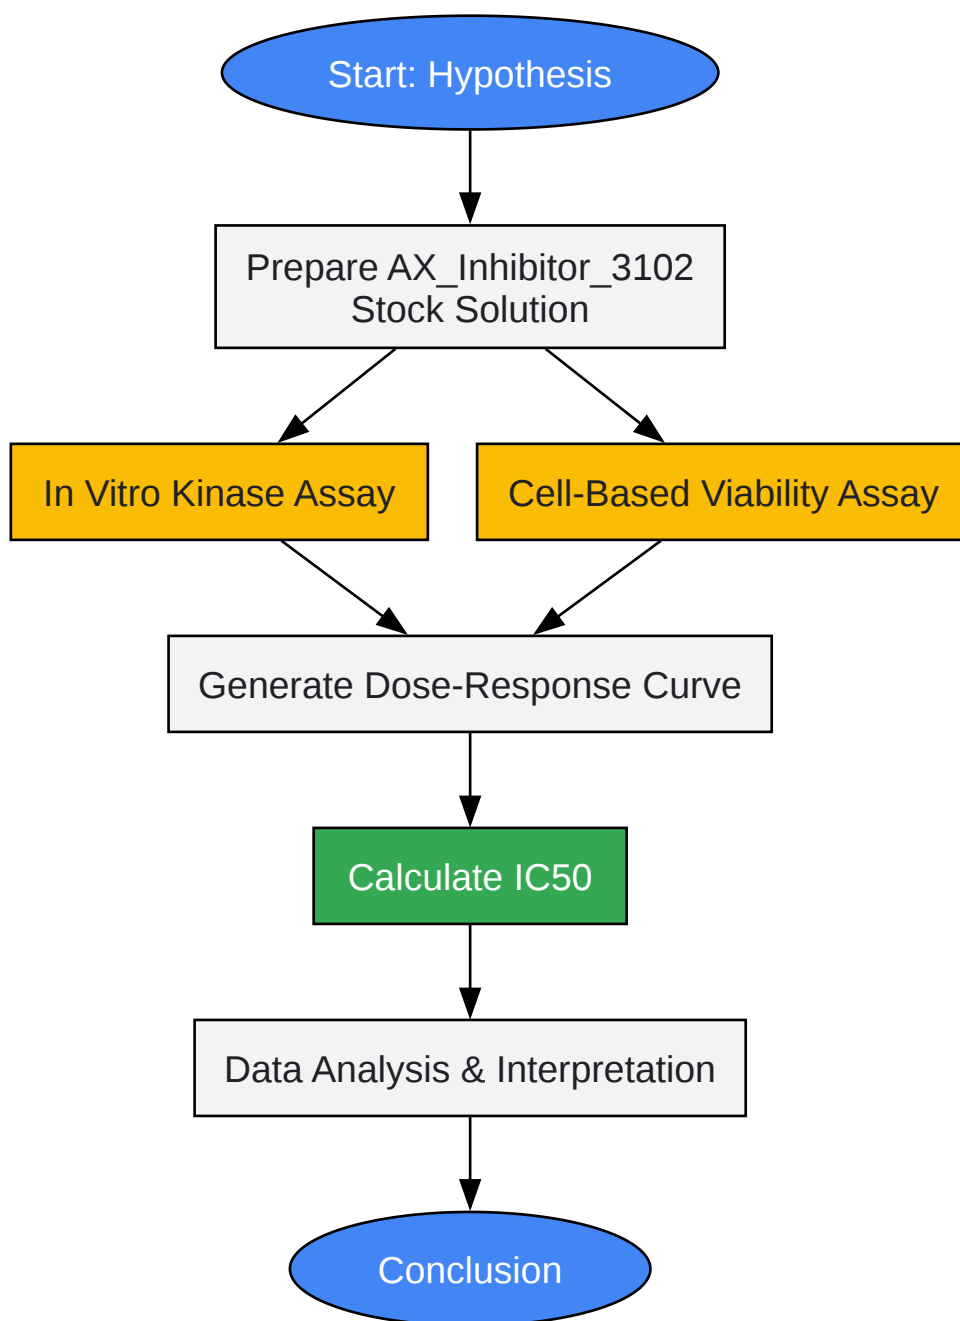 Start: Hypothesis
Prepare AX_Inhibitor_3102
Stock Solution
In Vitro Kinase Assay
Cell-Based Viability Assay
Generate Dose-Response Curve
Calculate IC50
Data Analysis & Interpretation
Conclusion